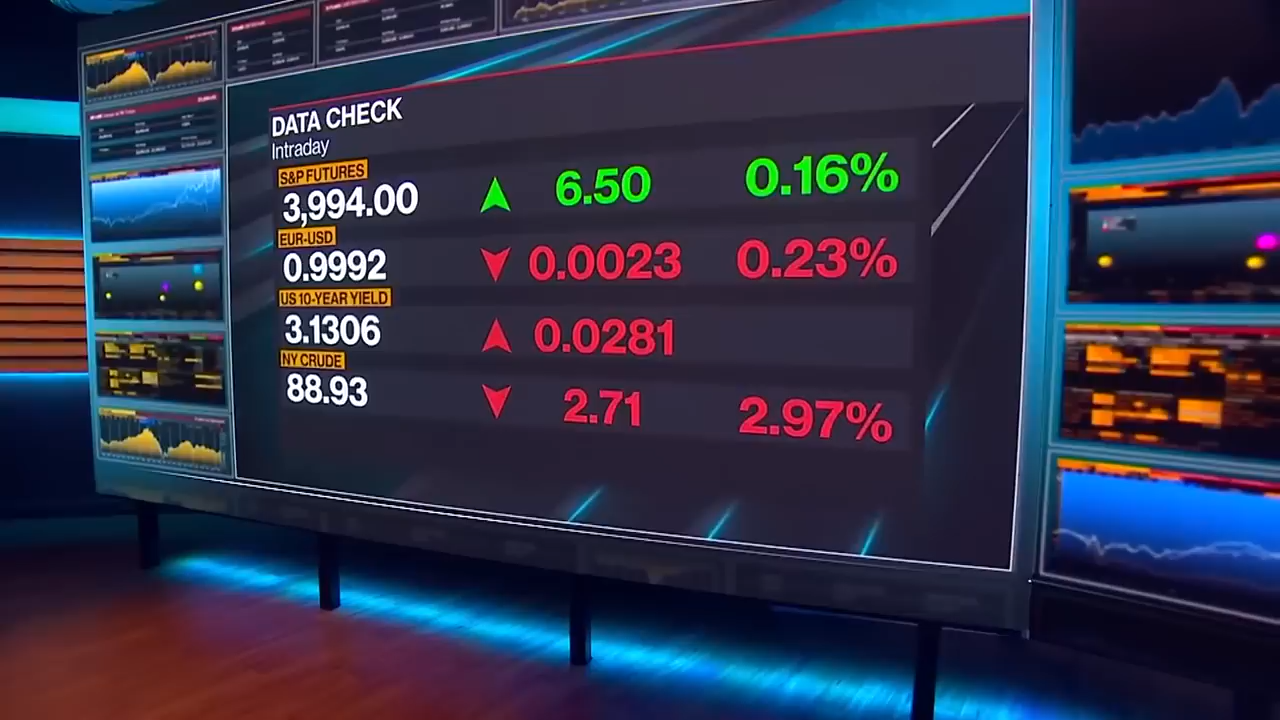 DATA CHECK
Intraday
S&P FUTURES
3,994.00 ▲ 6.50 0.16%
EUR-USD
0.9992 ▼ 0.0023 0.23%
US 10-YEAR YIELD
3.1306 ▲ 0.0281
NY CRUDE
88.93 ▼ 2.71 2.97%